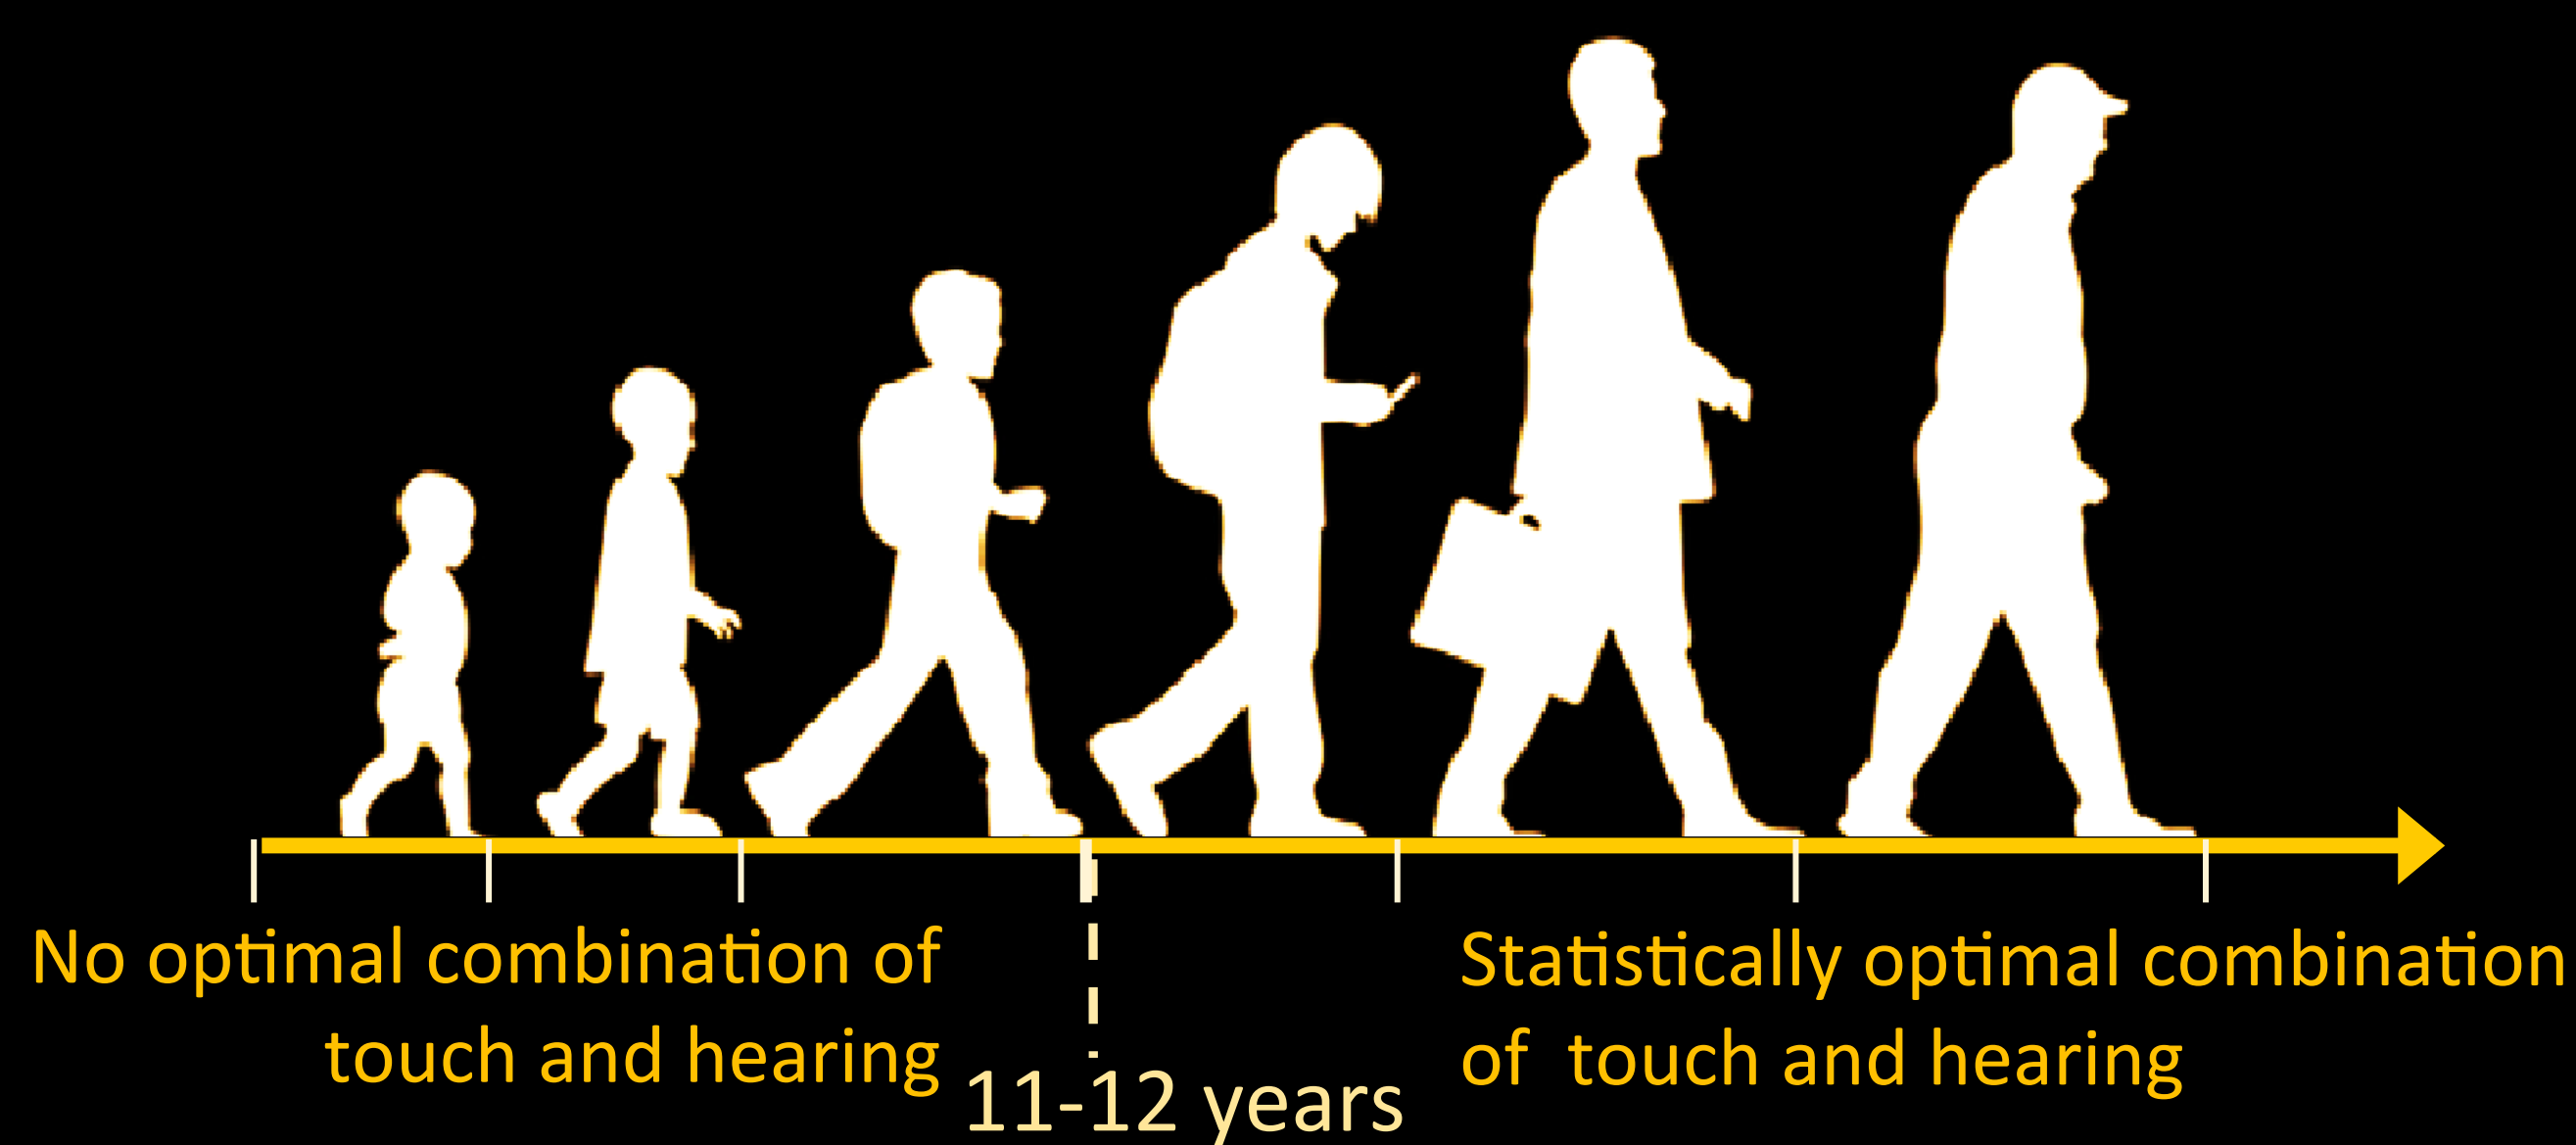 No optimal combination of
touch and hearing
11-12 years
Statistically optimal combination
of touch and hearing